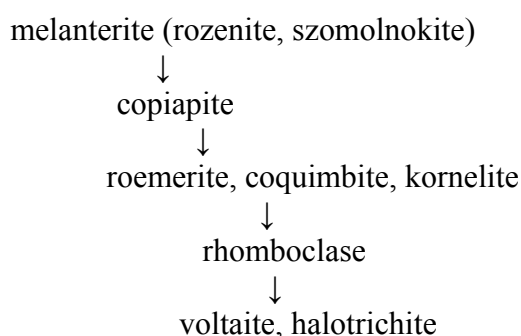 melanterite (rozenite, szomolnokite)
↓
copiapite
↓
roemerite, coquimbite, kornelite
↓
rhomboclase
↓
voltaite, halotrichite